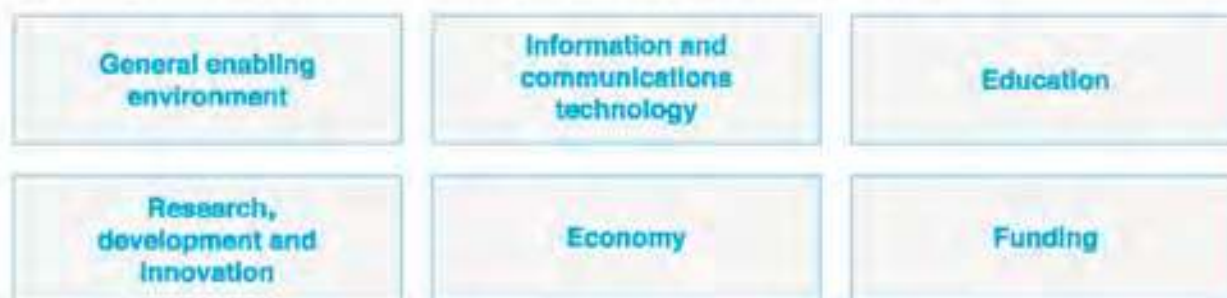 General enabling
environment
Information and
communications
technology
Education
Research,
development and
innovation
Economy
Funding